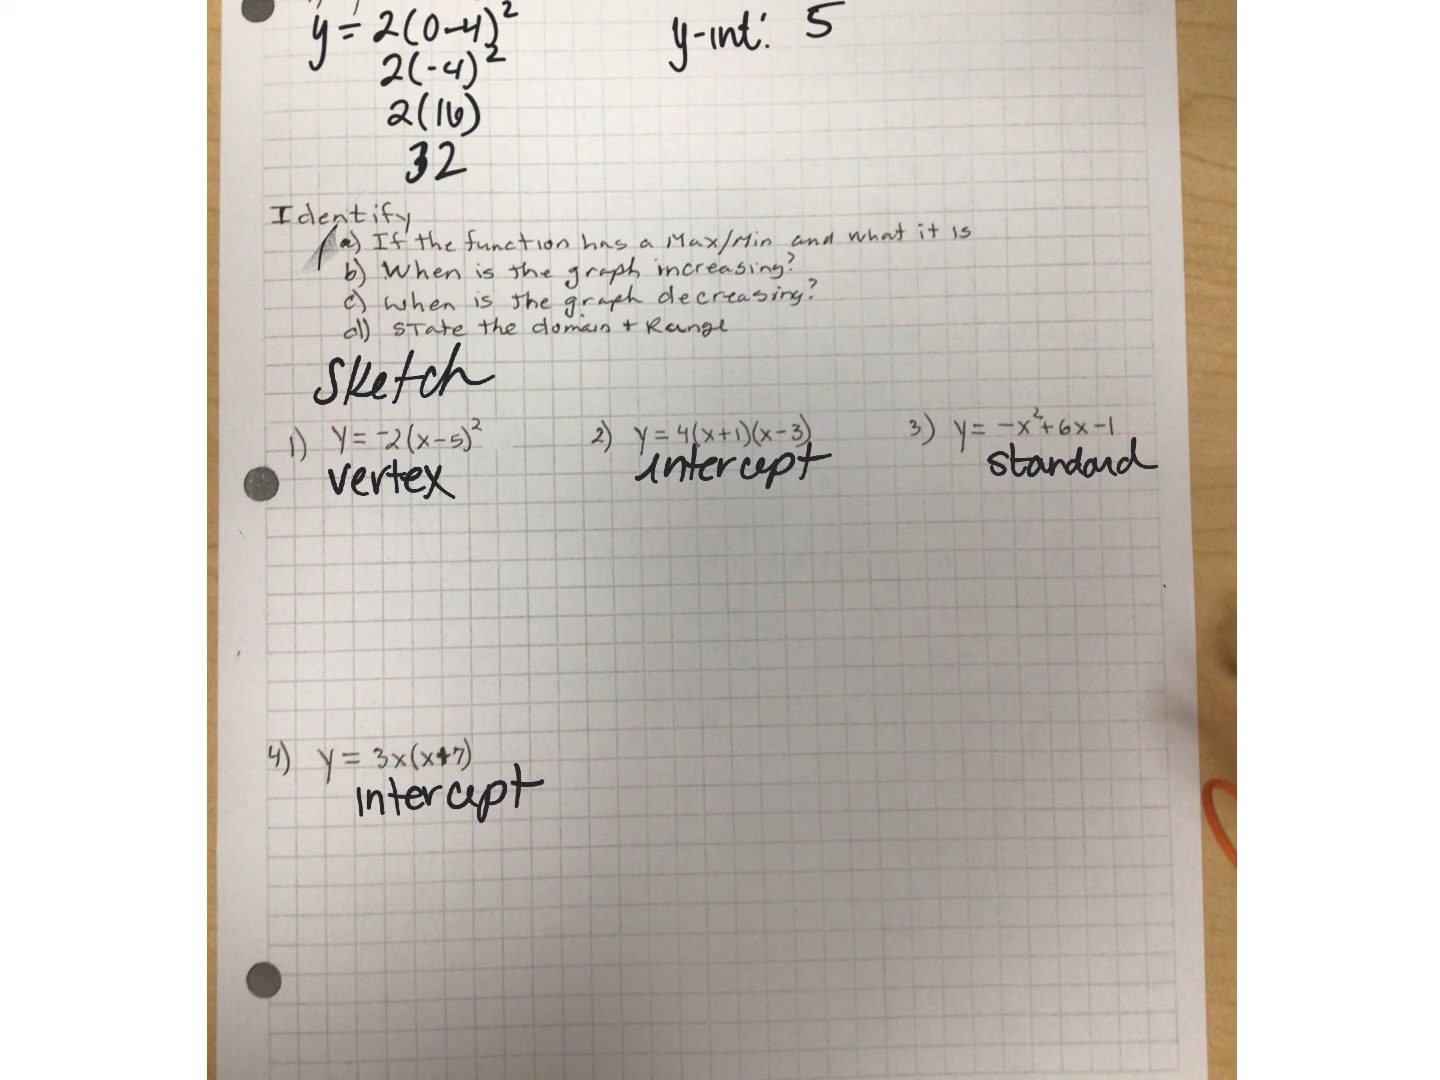 y = 2(0-4)²
2(-4)²
2(16)
32
y-int: 5
Identify
a) If the function has a Max/Min and what it is
b) When is the graph increasing?
c) when is the graph decreasing?
d) STate the domain + Range
Sketch
1) y = -2(x-5)²
vertex
2) y = 4(x+1)(x-3)
intercept
3) y = -x²+6x-1
standard
4) y = 3x(x+7)
intercept